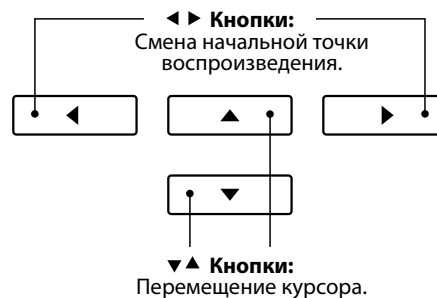 ◀ ▶ Кнопки:
Смена начальной точки
воспроизведения.
▼▲ Кнопки:
Перемещение курсора.